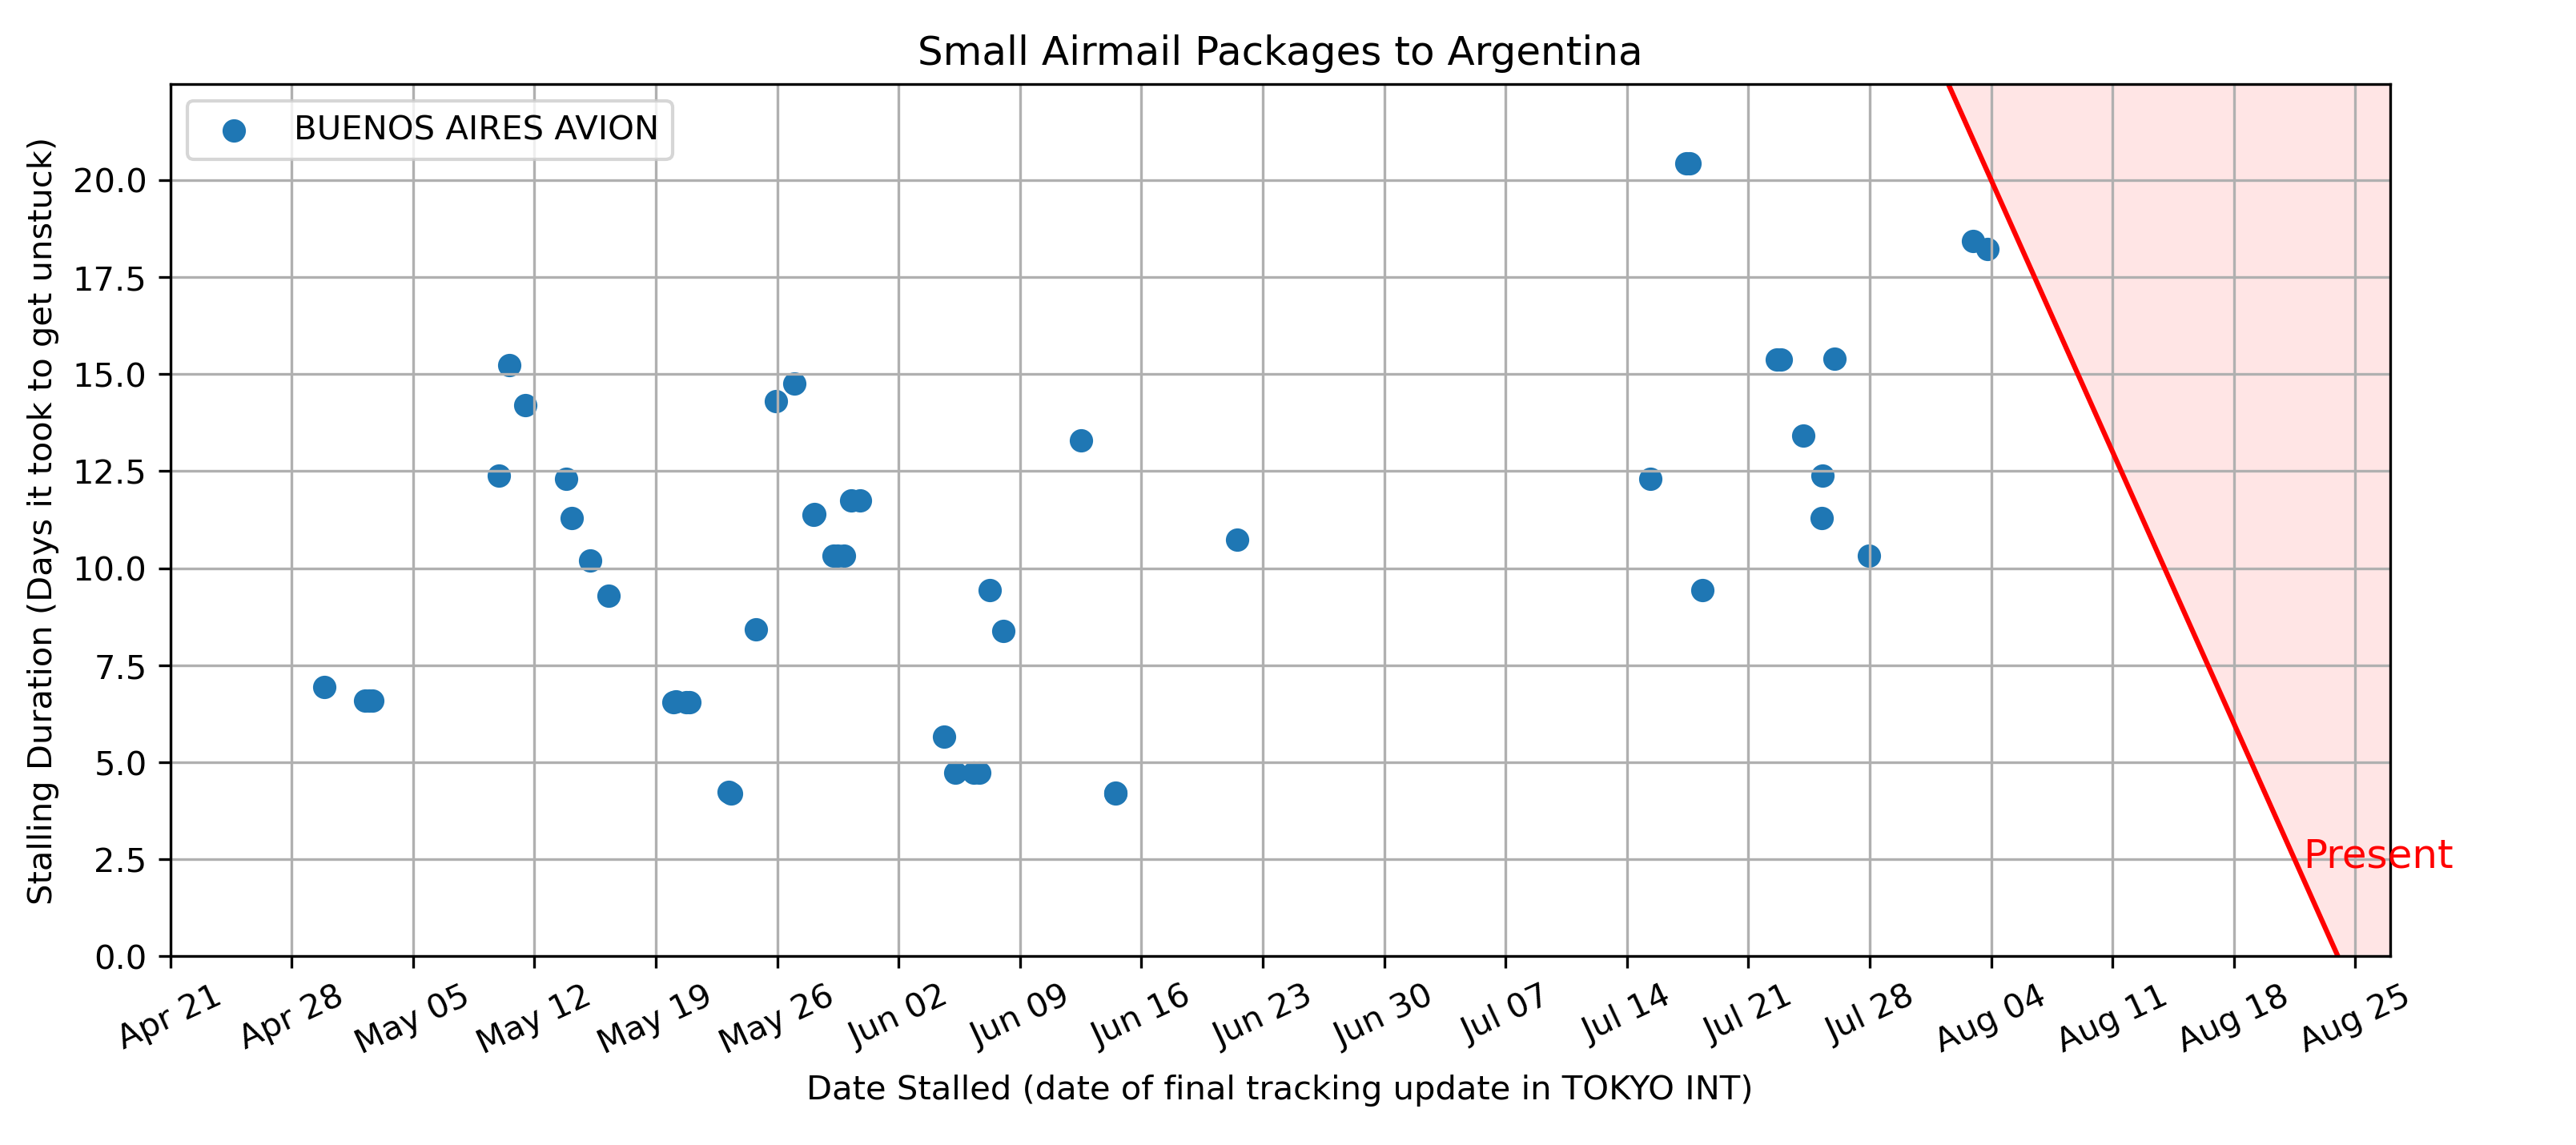 Small Airmail Packages to Argentina
BUENOS AIRES AVION
Stalling Duration (Days it took to get unstuck)
20.0
17.5
15.0
12.5
10.0
7.5
5.0
2.5
0.0
Present
Apr 21
Apr 28
May 05
May 12
May 19
May 26
Jun 02
Jun 09
Jun 16
Jun 23
Jun 30
Jul 07
Jul 14
Jul 21
Jul 28
Aug 04
Aug 11
Aug 18
Aug 25
Date Stalled (date of final tracking update in TOKYO INT)